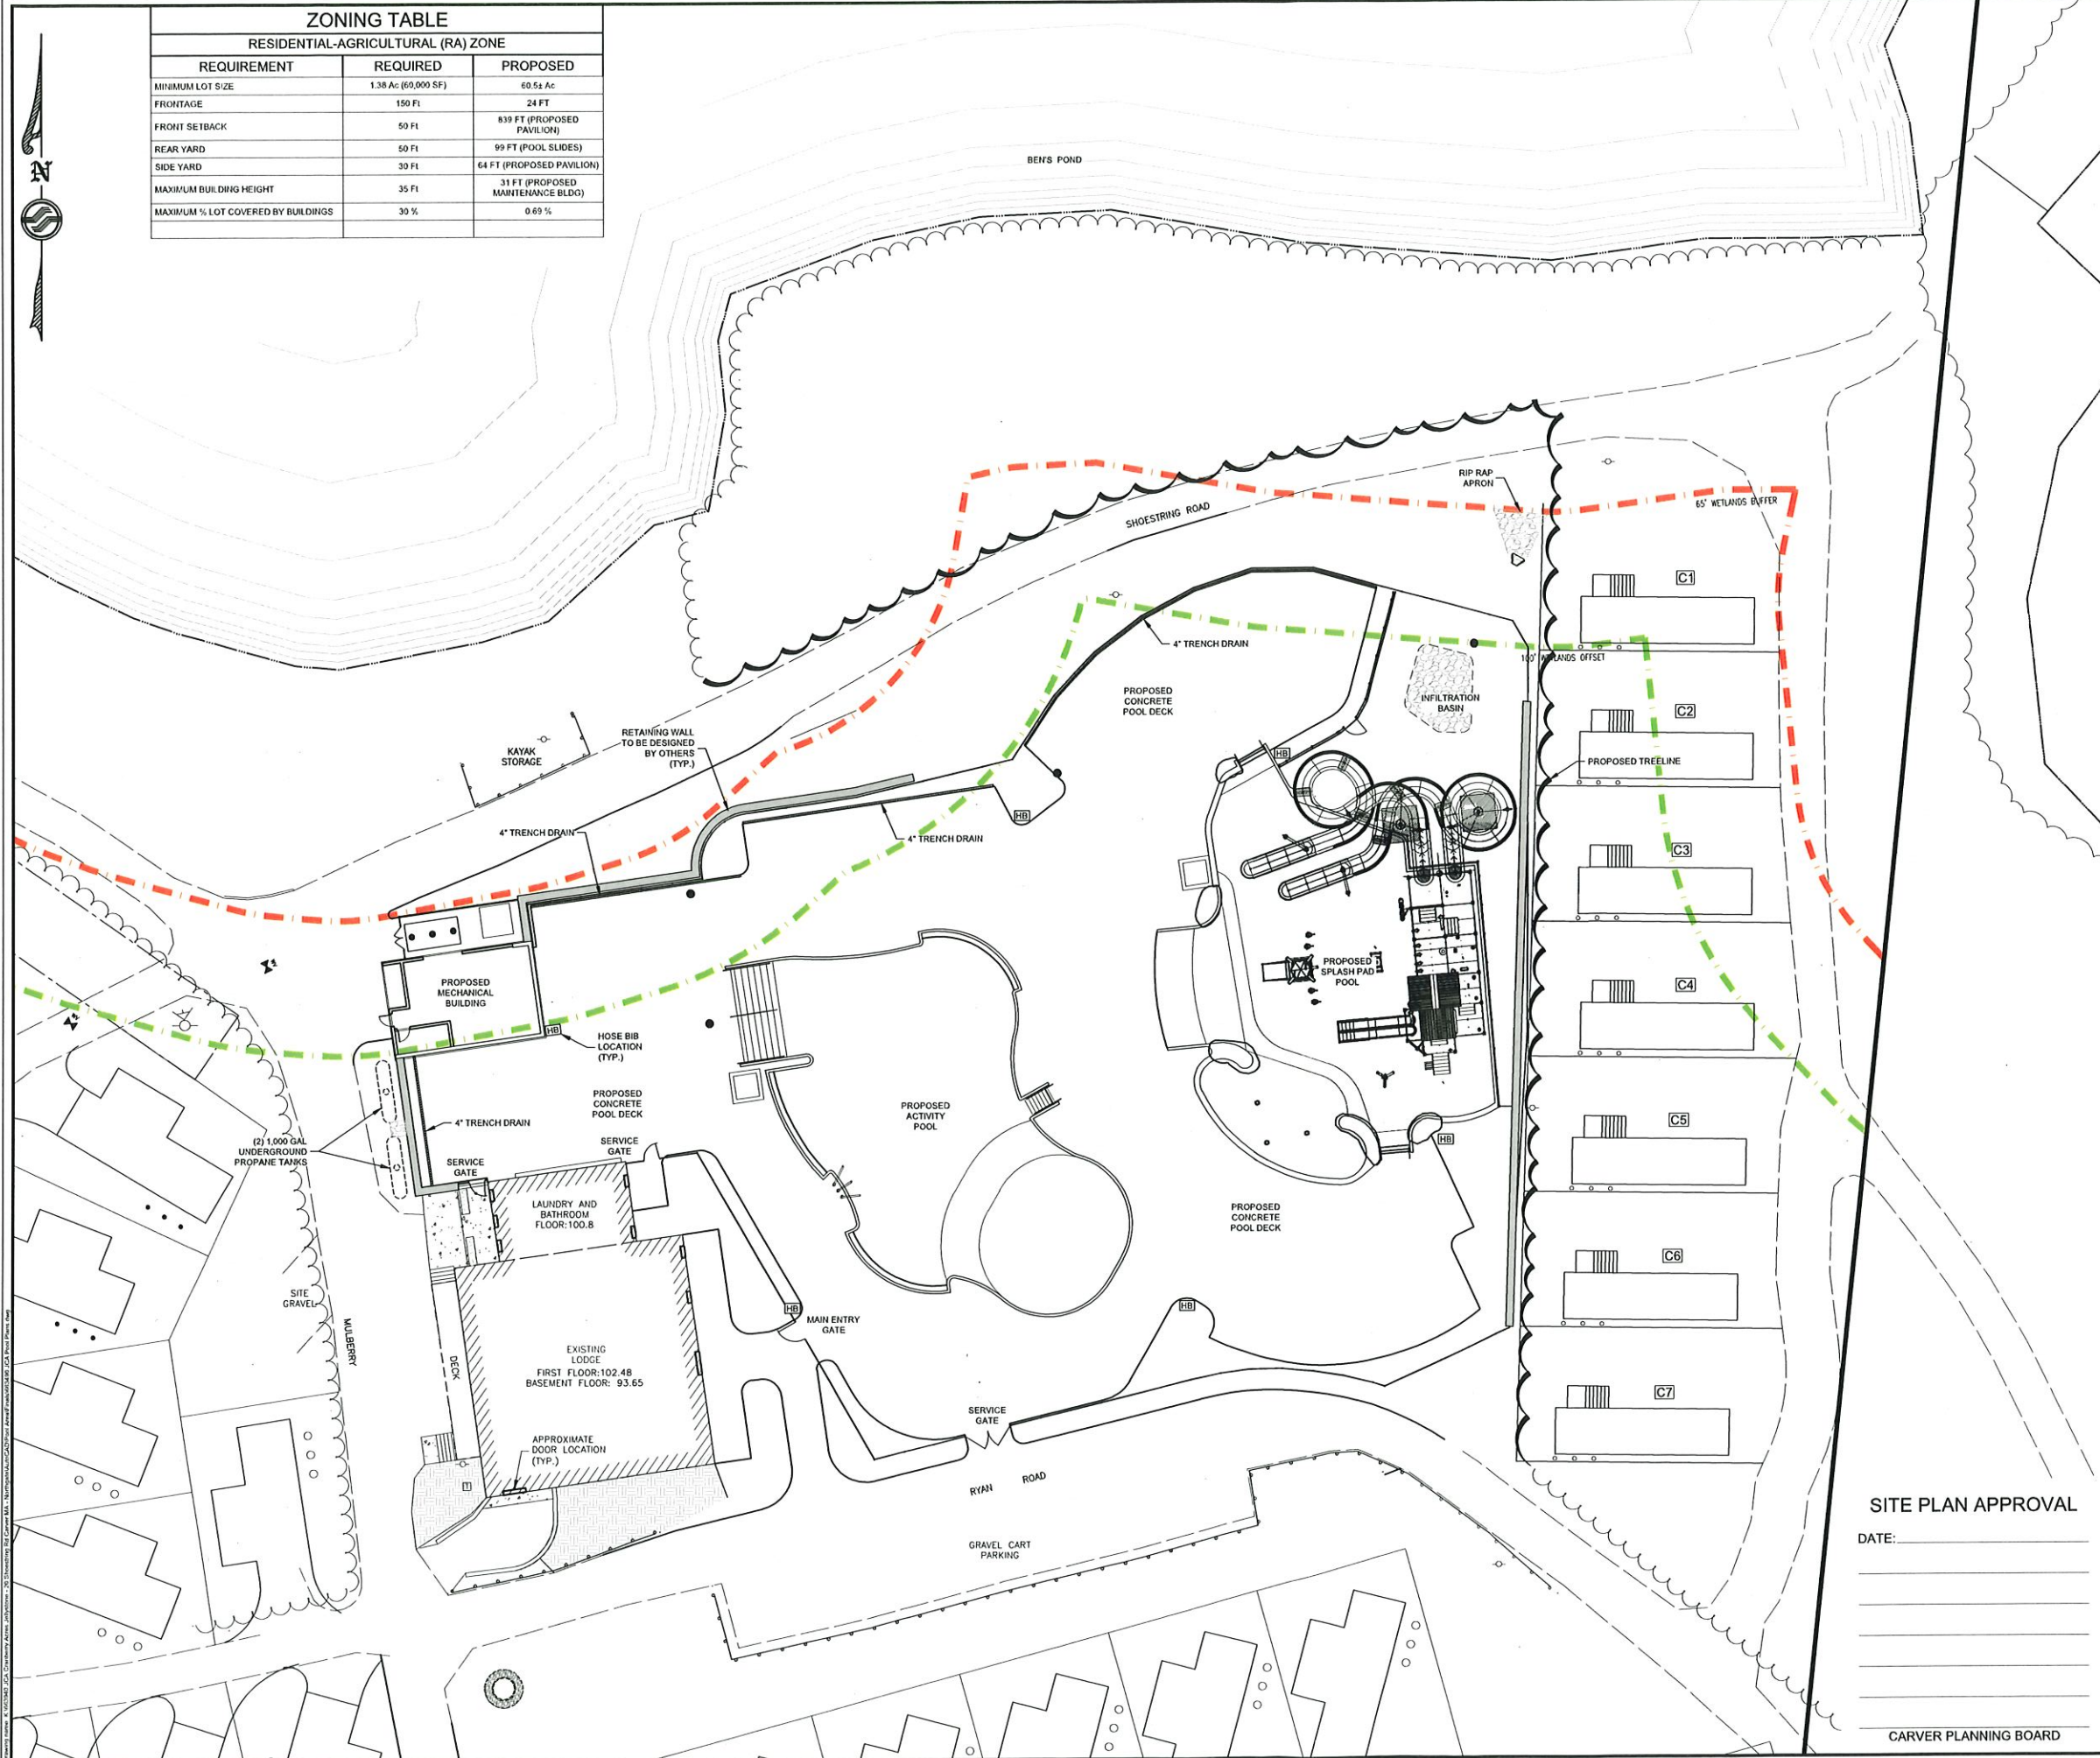 ZONING TABLE
RESIDENTIAL-AGRICULTURAL (RA) ZONE
REQUIREMENT REQUIRED PROPOSED
MINIMUM LOT SIZE 1.38 Ac (60,000 SF) 60.5± Ac
FRONTAGE 150 Ft 24 FT
FRONT SETBACK 50 Ft 839 FT (PROPOSED
PAVILION)
REAR YARD 50 Ft 99 FT (POOL SLIDES)
SIDE YARD 30 Ft 64 FT (PROPOSED PAVILION)
MAXIMUM BUILDING HEIGHT 35 Ft 31 FT (PROPOSED
MAINTENANCE BLDG)
MAXIMUM % LOT COVERED BY BUILDINGS 30 % 0.69 %
N
BEN'S POND
RIP RAP
APRON
65' WETLANDS BUFFER
SHOESTRING ROAD
C1
4" TRENCH DRAIN
100' WETLANDS OFFSET
PROPOSED
CONCRETE
POOL DECK
INFILTRATION
BASIN
C2
RETAINING WALL
TO BE DESIGNED
BY OTHERS
(TYP.)
KAYAK
STORAGE
HB
PROPOSED TREELINE
HB
4" TRENCH DRAIN
4" TRENCH DRAIN
C3
PROPOSED
MECHANICAL
BUILDING
PROPOSED
SPLASH PAD
POOL
C4
HB
HOSE BIB
LOCATION
(TYP.)
PROPOSED
CONCRETE
POOL DECK
PROPOSED
ACTIVITY
POOL
4" TRENCH DRAIN
C5
HB
(2) 1,000 GAL
UNDERGROUND
PROPANE TANKS
SERVICE
GATE
SERVICE
GATE
LAUNDRY AND
BATHROOM
FLOOR:100.8
PROPOSED
CONCRETE
POOL DECK
C6
SITE
GRAVEL
MULBERRY
DECK
HB
HB
MAIN ENTRY
GATE
EXISTING
LODGE
FIRST FLOOR:102.48
BASEMENT FLOOR: 93.65
C7
SERVICE
GATE
APPROXIMATE
DOOR LOCATION
(TYP.)
T
RYAN ROAD
GRAVEL CART
PARKING
SITE PLAN APPROVAL
DATE:
CARVER PLANNING BOARD